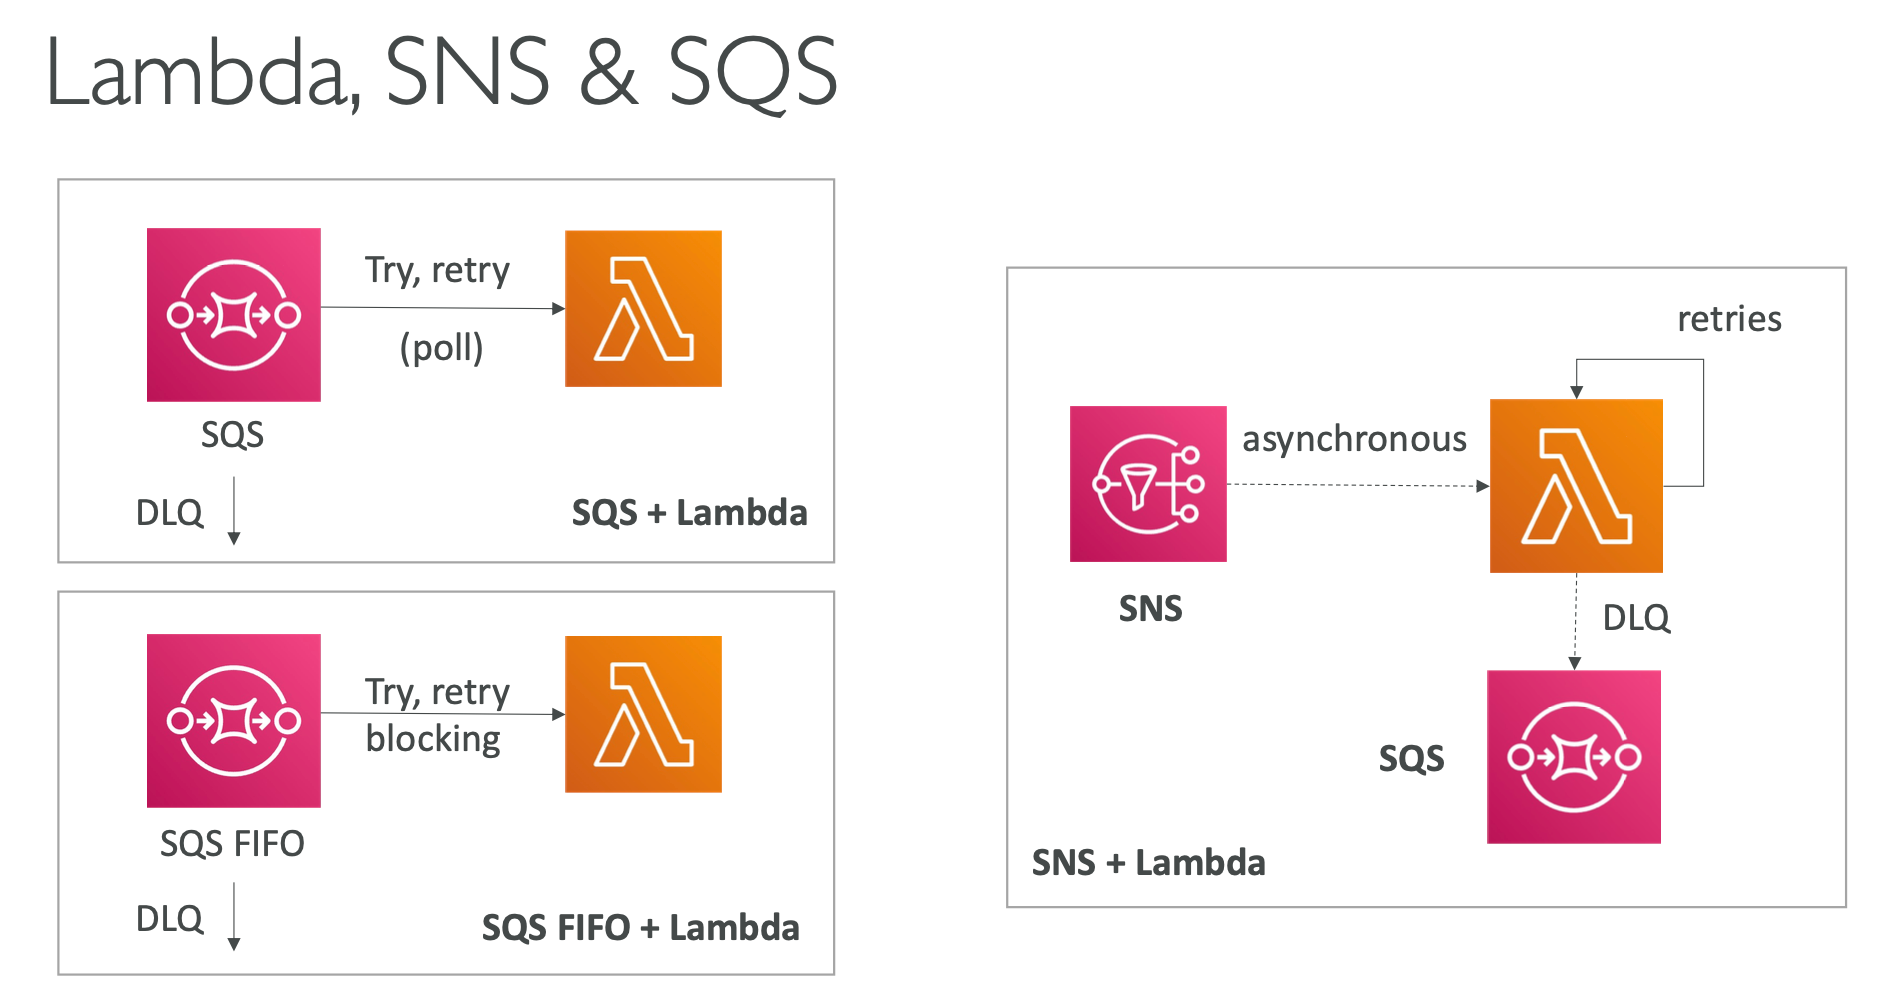 Lambda, SNS & SQS
Try, retry
(poll)
SQS
DLQ
SQS + Lambda
Try, retry
blocking
SQS FIFO
DLQ
SQS FIFO + Lambda
retries
asynchronous
SNS
DLQ
SQS
SNS + Lambda